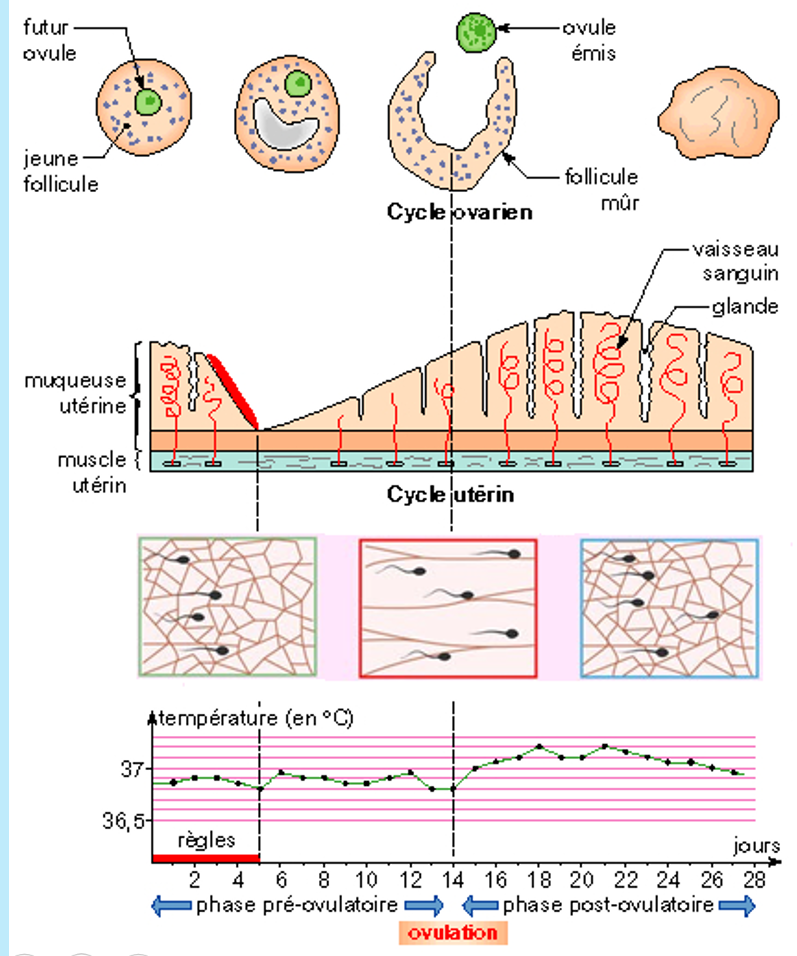 futur
ovule
ovule
émis
jeune
follicule
follicule
mûr
Cycle ovarien
vaisseau
sanguin
glande
muqueuse
utérine
muscle
utérin
Cycle utérin
température (en °C)
37
36,5
règles
jours
2 4 6 8 10 12 14 16 18 20 22 24 26 28
phase pré-ovulatoire phase post-ovulatoire
ovulation